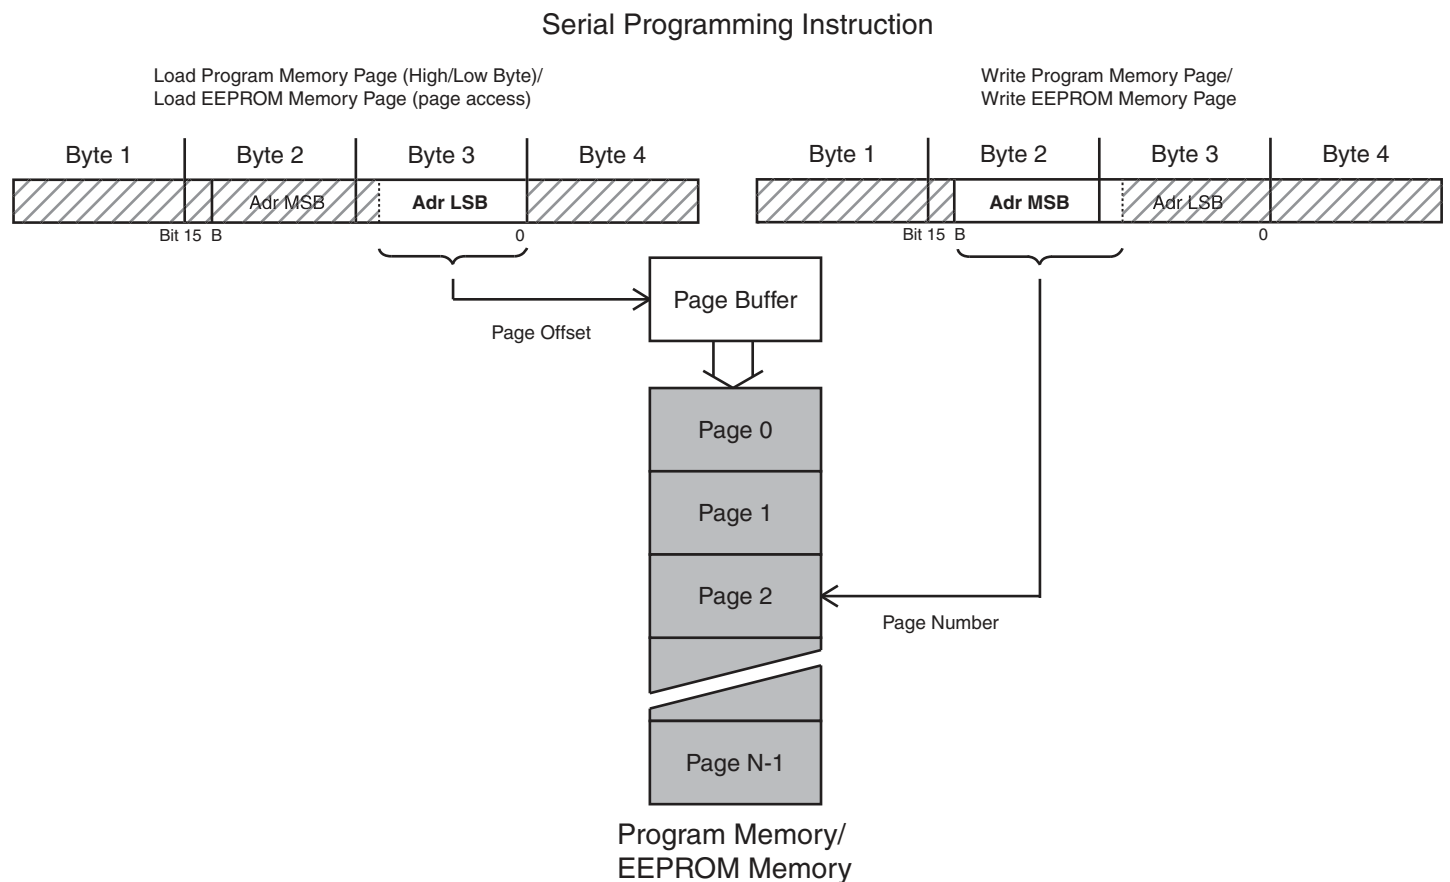 Serial Programming Instruction
Load Program Memory Page (High/Low Byte)/
Load EEPROM Memory Page (page access)
Write Program Memory Page/
Write EEPROM Memory Page
Byte 1 Byte 2 Byte 3 Byte 4
Adr MSB Adr LSB
Bit 15 B 0
Byte 1 Byte 2 Byte 3 Byte 4
Adr MSB Adr LSB
Bit 15 B 0
Page Buffer
Page Offset
Page 0
Page 1
Page 2
Page Number
Page N-1
Program Memory/
EEPROM Memory